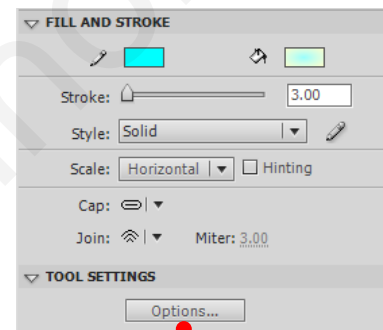 FILL AND STROKE
Stroke: 3.00
Style: Solid
Scale: Horizontal Hinting
Cap:
Join: Miter: 3.00
TOOL SETTINGS
Options...